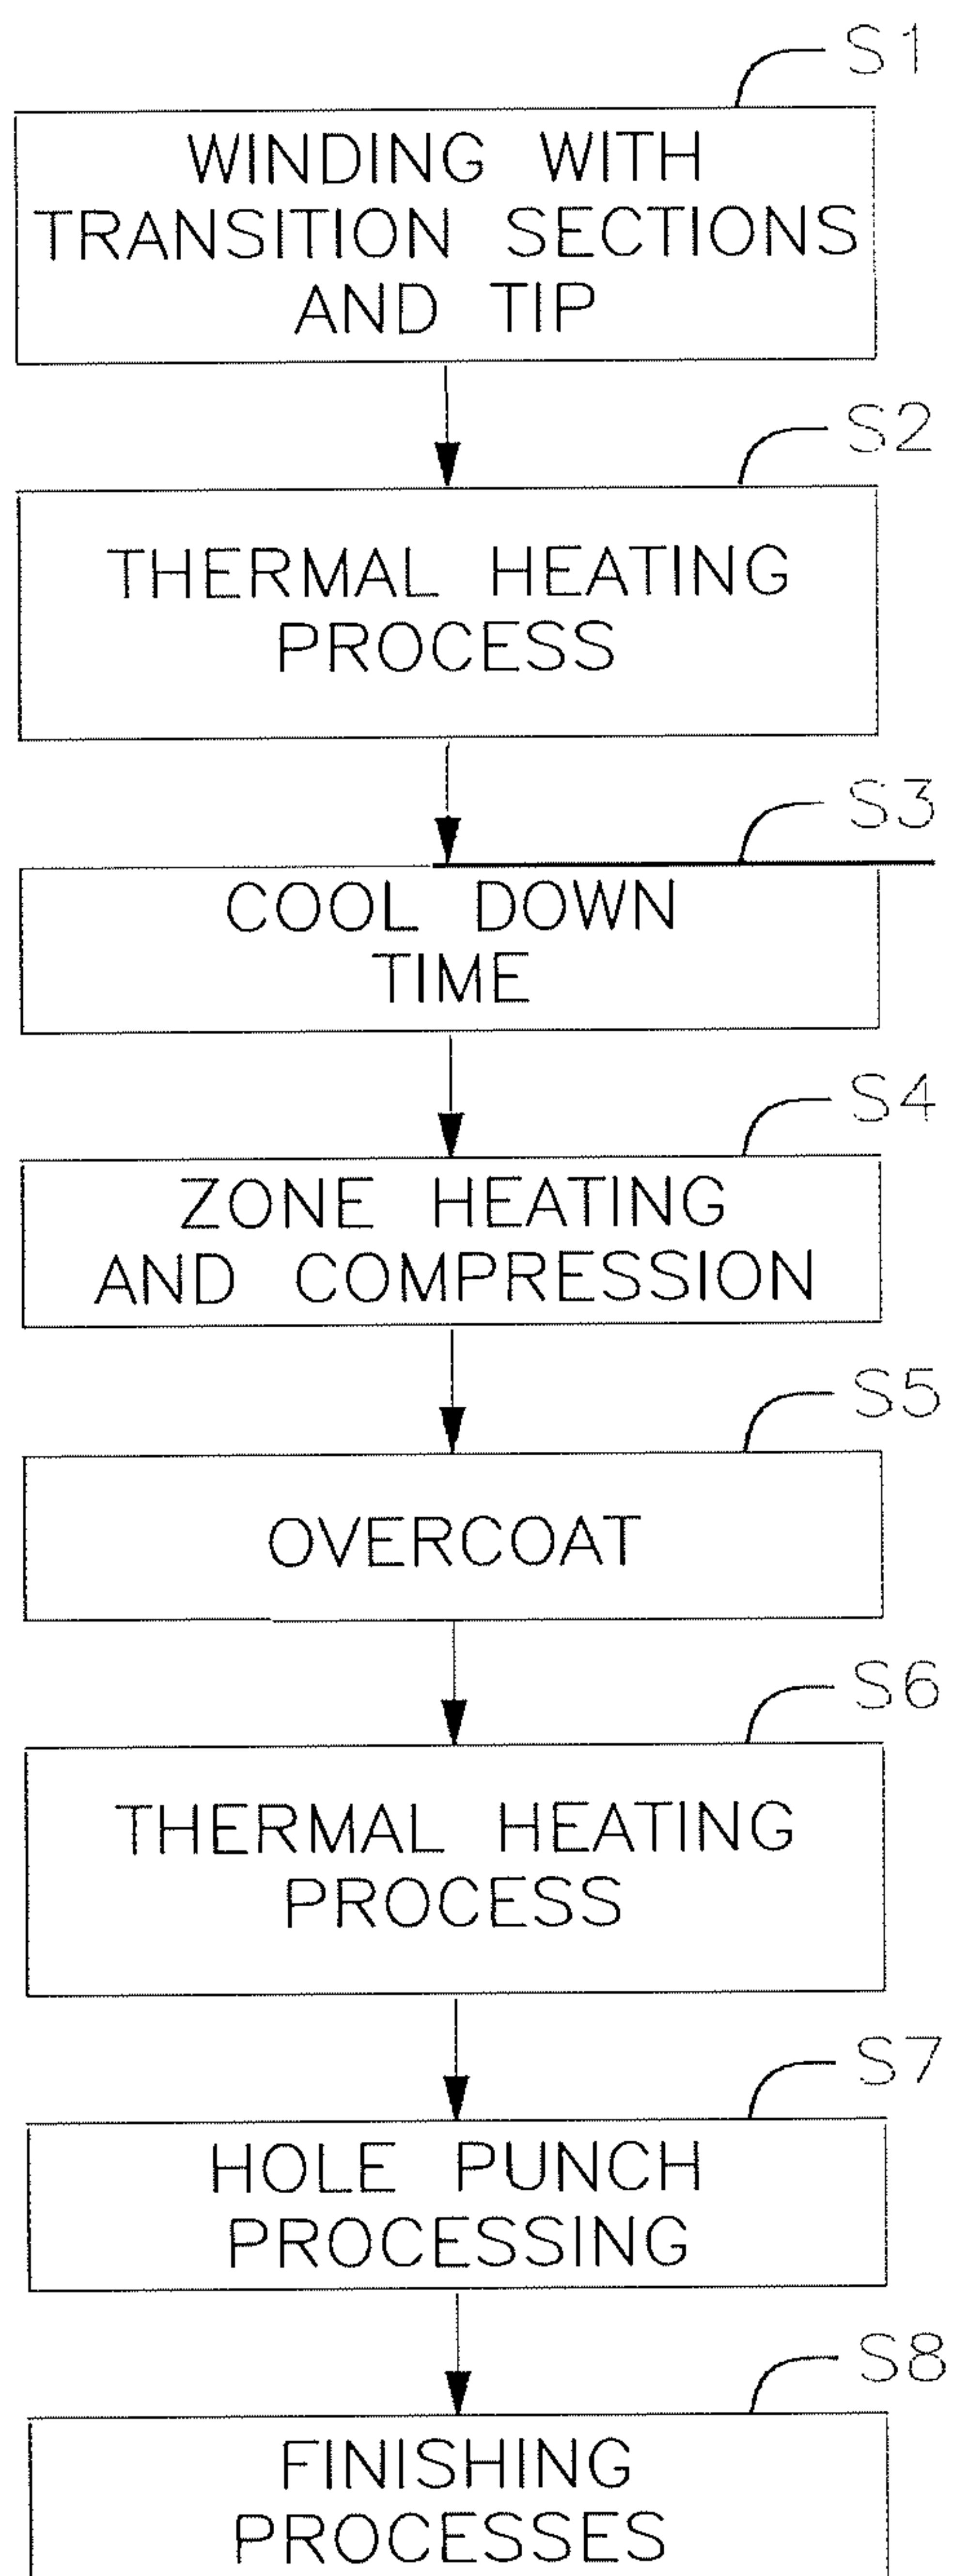 S1
WINDING WITH
TRANSITION SECTIONS
AND TIP
S2
THERMAL HEATING
PROCESS
S3
COOL DOWN
TIME
S4
ZONE HEATING
AND COMPRESSION
S5
OVERCOAT
S6
THERMAL HEATING
PROCESS
S7
HOLE PUNCH
PROCESSING
S8
FINISHING
PROCESSES